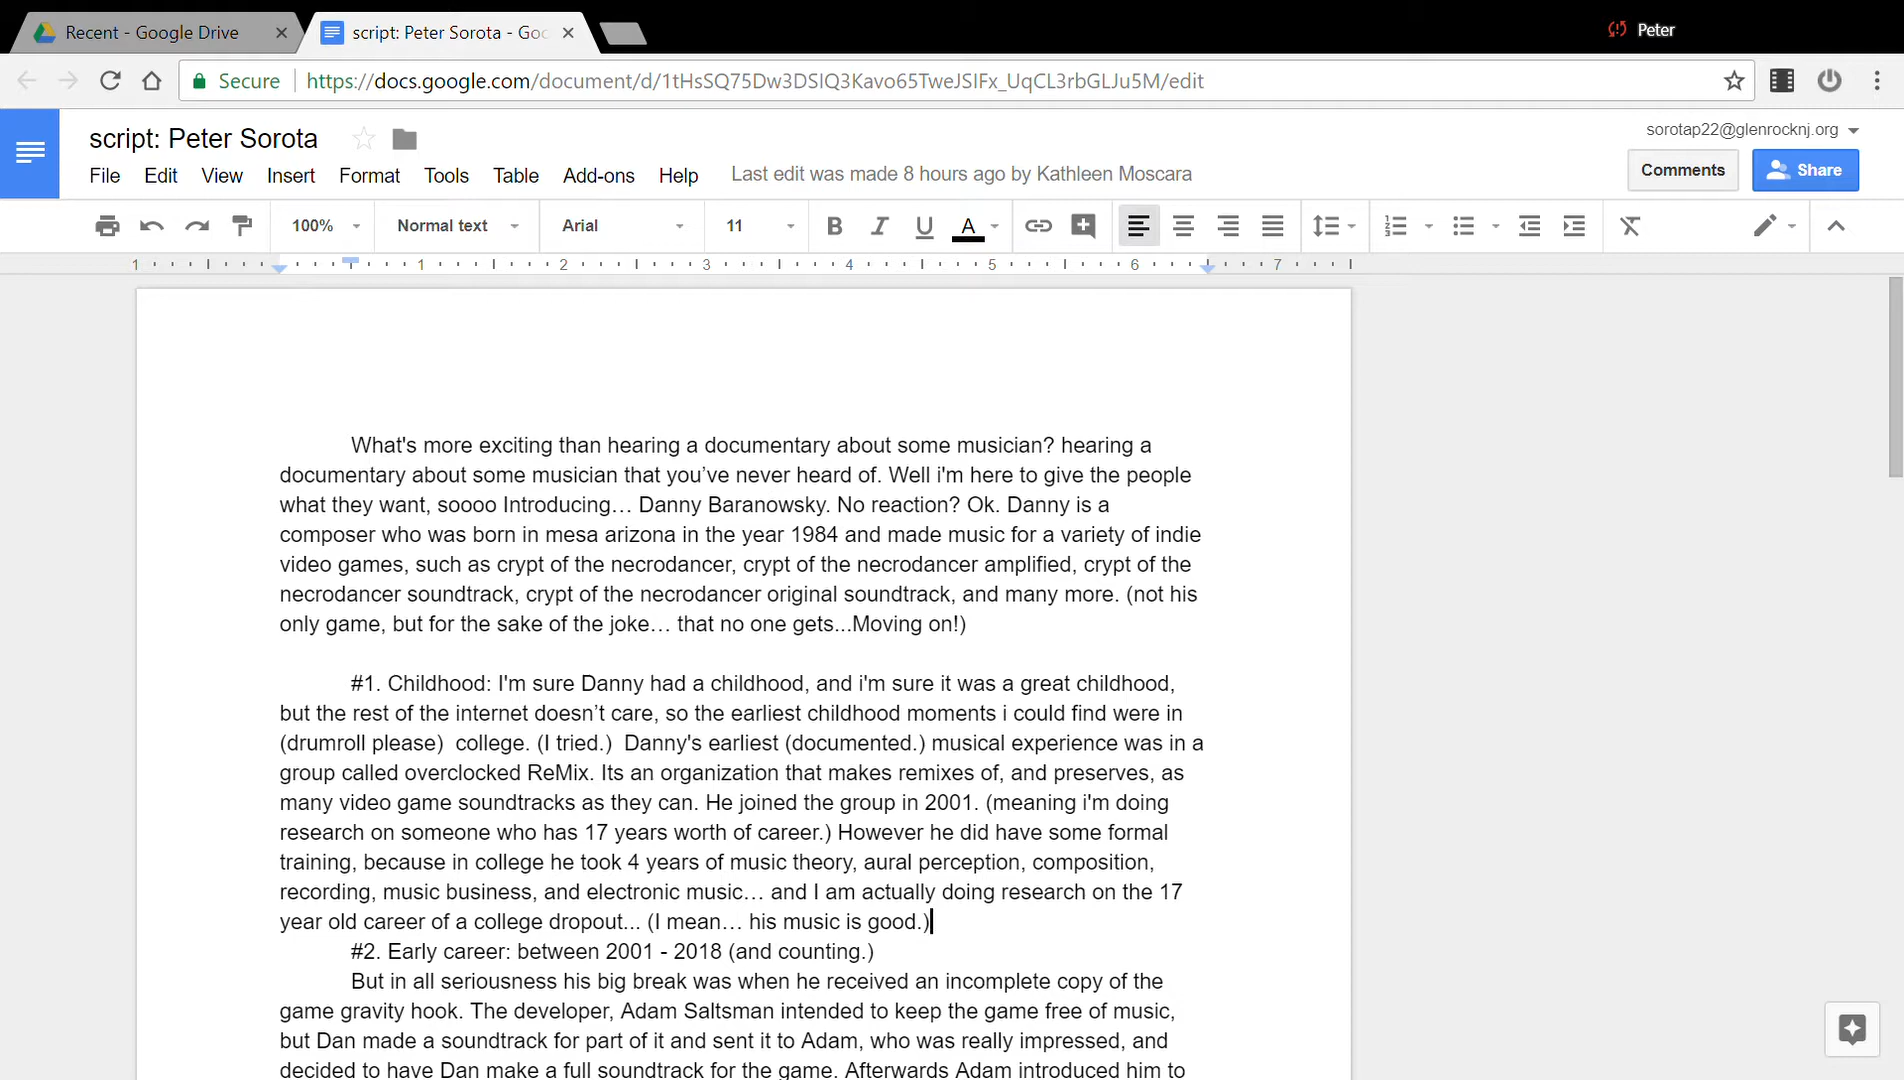 Recent - Google Drive
script: Peter Sorota - Goo
Peter
Secure
https://docs.google.com/document/d/1tHsSQ75Dw3DSIQ3Kavo65TweJSIFx_UqCL3rbGLJu5M/edit
script: Peter Sorota
sorotap22@glenrocknj.org
File Edit View Insert Format Tools Table Add-ons Help
Last edit was made 8 hours ago by Kathleen Moscara
Comments
Share
100% Normal text Arial 11 B I U A
1 1 2 3 4 5 6 7
What's more exciting than hearing a documentary about some musician? hearing a
documentary about some musician that you’ve never heard of. Well i'm here to give the people
what they want, soooo Introducing… Danny Baranowsky. No reaction? Ok. Danny is a
composer who was born in mesa arizona in the year 1984 and made music for a variety of indie
video games, such as crypt of the necrodancer, crypt of the necrodancer amplified, crypt of the
necrodancer soundtrack, crypt of the necrodancer original soundtrack, and many more. (not his
only game, but for the sake of the joke… that no one gets...Moving on!)
#1. Childhood: I'm sure Danny had a childhood, and i'm sure it was a great childhood,
but the rest of the internet doesn’t care, so the earliest childhood moments i could find were in
(drumroll please)  college. (I tried.)  Danny's earliest (documented.) musical experience was in a
group called overclocked ReMix. Its an organization that makes remixes of, and preserves, as
many video game soundtracks as they can. He joined the group in 2001. (meaning i'm doing
research on someone who has 17 years worth of career.) However he did have some formal
training, because in college he took 4 years of music theory, aural perception, composition,
recording, music business, and electronic music… and I am actually doing research on the 17
year old career of a college dropout... (I mean… his music is good.)
#2. Early career: between 2001 - 2018 (and counting.)
But in all seriousness his big break was when he received an incomplete copy of the
game gravity hook. The developer, Adam Saltsman intended to keep the game free of music,
but Dan made a soundtrack for part of it and sent it to Adam, who was really impressed, and
decided to have Dan make a full soundtrack for the game. Afterwards Adam introduced him to